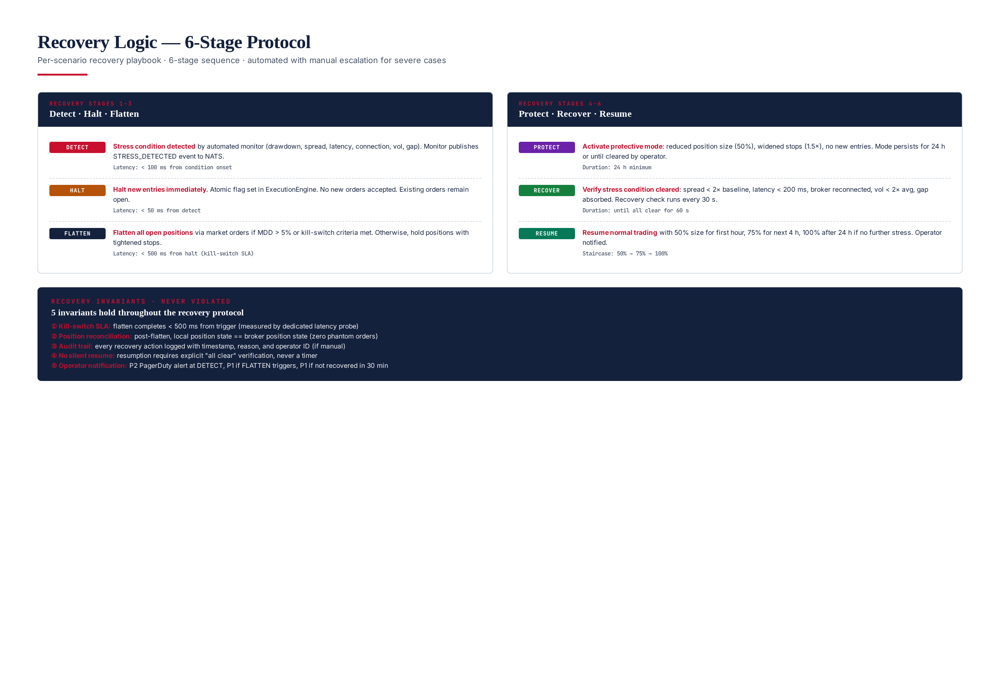 Recovery Logic — 6-Stage Protocol
Per-scenario recovery playbook · 6-stage sequence · automated with manual escalation for severe cases
RECOVERY STAGES 1-3
Detect · Halt · Flatten
DETECT
Stress condition detected by automated monitor (drawdown, spread, latency, connection, vol, gap). Monitor publishes
STRESS_DETECTED event to NATS.
Latency: < 100 ms from condition onset
HALT
Halt new entries immediately. Atomic flag set in ExecutionEngine. No new orders accepted. Existing orders remain
open.
Latency: < 50 ms from detect
FLATTEN
Flatten all open positions via market orders if MDD > 5% or kill-switch criteria met. Otherwise, hold positions with
tightened stops.
Latency: < 500 ms from halt (kill-switch SLA)
RECOVERY STAGES 4-6
Protect · Recover · Resume
PROTECT
Activate protective mode: reduced position size (50%), widened stops (1.5×), no new entries. Mode persists for 24 h
or until cleared by operator.
Duration: 24 h minimum
RECOVER
Verify stress condition cleared: spread < 2× baseline, latency < 200 ms, broker reconnected, vol < 2× avg, gap
absorbed. Recovery check runs every 30 s.
Duration: until all clear for 60 s
RESUME
Resume normal trading with 50% size for first hour, 75% for next 4 h, 100% after 24 h if no further stress. Operator
notified.
Staircase: 50% → 75% → 100%
RECOVERY INVARIANTS · NEVER VIOLATED
5 invariants hold throughout the recovery protocol
① Kill-switch SLA: flatten completes < 500 ms from trigger (measured by dedicated latency probe)
② Position reconciliation: post-flatten, local position state == broker position state (zero phantom orders)
③ Audit trail: every recovery action logged with timestamp, reason, and operator ID (if manual)
④ No silent resume: resumption requires explicit "all clear" verification, never a timer
⑤ Operator notification: P2 PagerDuty alert at DETECT, P1 if FLATTEN triggers, P1 if not recovered in 30 min